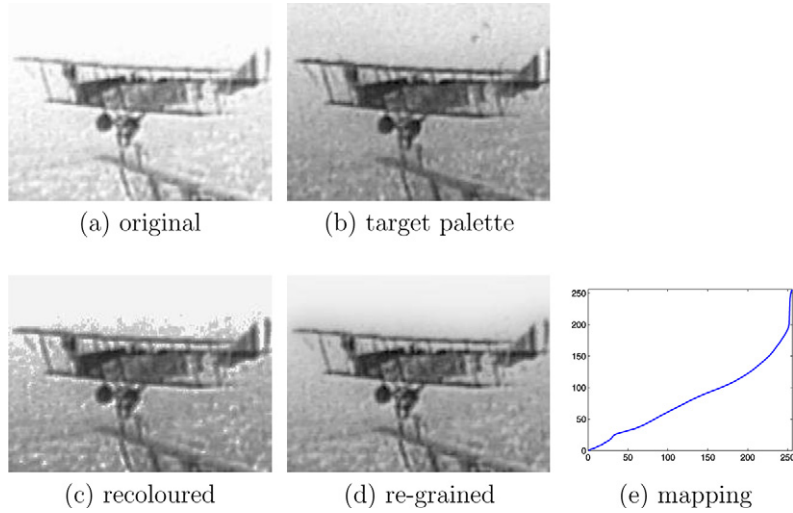 (a) original
(b) target palette
250
200
150
100
50
0
0
50
100
150
200
250
(c) recoloured
(d) re-grained
(e) mapping